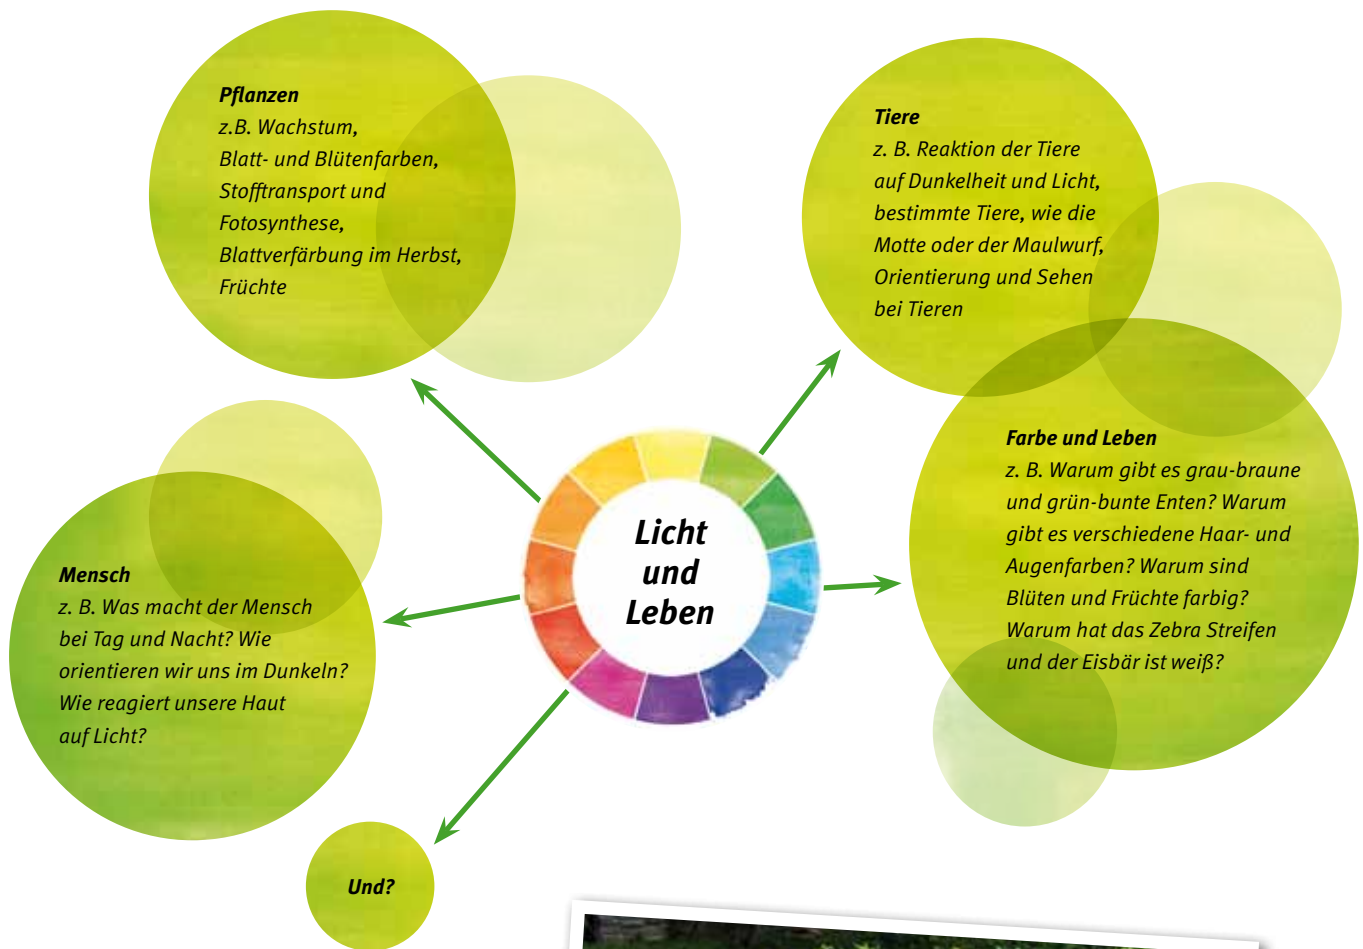 Pflanzen
z.B. Wachstum,
Blatt- und Blütenfarben,
Stofftransport und
Fotosynthese,
Blattverfärbung im Herbst,
Früchte
Tiere
z. B. Reaktion der Tiere
auf Dunkelheit und Licht,
bestimmte Tiere, wie die
Motte oder der Maulwurf,
Orientierung und Sehen
bei Tieren
Licht
und
Leben
Farbe und Leben
z. B. Warum gibt es grau-braune
und grün-bunte Enten? Warum
gibt es verschiedene Haar- und
Augenfarben? Warum sind
Blüten und Früchte farbig?
Warum hat das Zebra Streifen
und der Eisbär ist weiß?
Mensch
z. B. Was macht der Mensch
bei Tag und Nacht? Wie
orientieren wir uns im Dunkeln?
Wie reagiert unsere Haut
auf Licht?
Und?